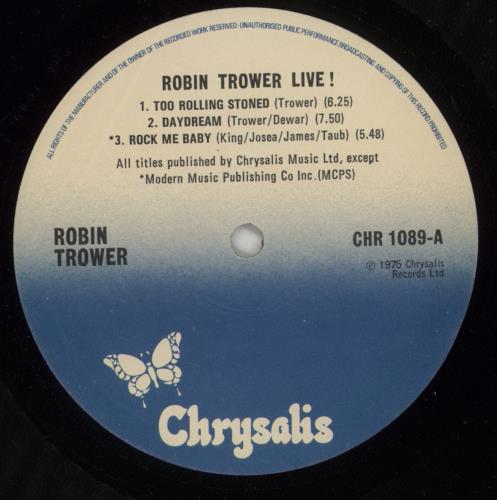 ALL RIGHTS OF THE MANUFACTURER AND OF THE OWNER OF THE RECORDED WORK RESERVED · UNAUTHORISED PUBLIC PERFORMANCE BROADCASTING AND COPYING OF THIS RECORD PROHIBITED
ROBIN TROWER LIVE!
1. TOO ROLLING STONED (Trower) (6.25)
2. DAYDREAM (Trower/Dewar) (7.50)
*3. ROCK ME BABY (King/Josea/James/Taub) (5.48)
All titles published by Chrysalis Music Ltd, except
*Modern Music Publishing Co Inc.(MCPS)
ROBIN
TROWER
CHR 1089-A
℗ 1975 Chrysalis
Records Ltd
Chrysalis